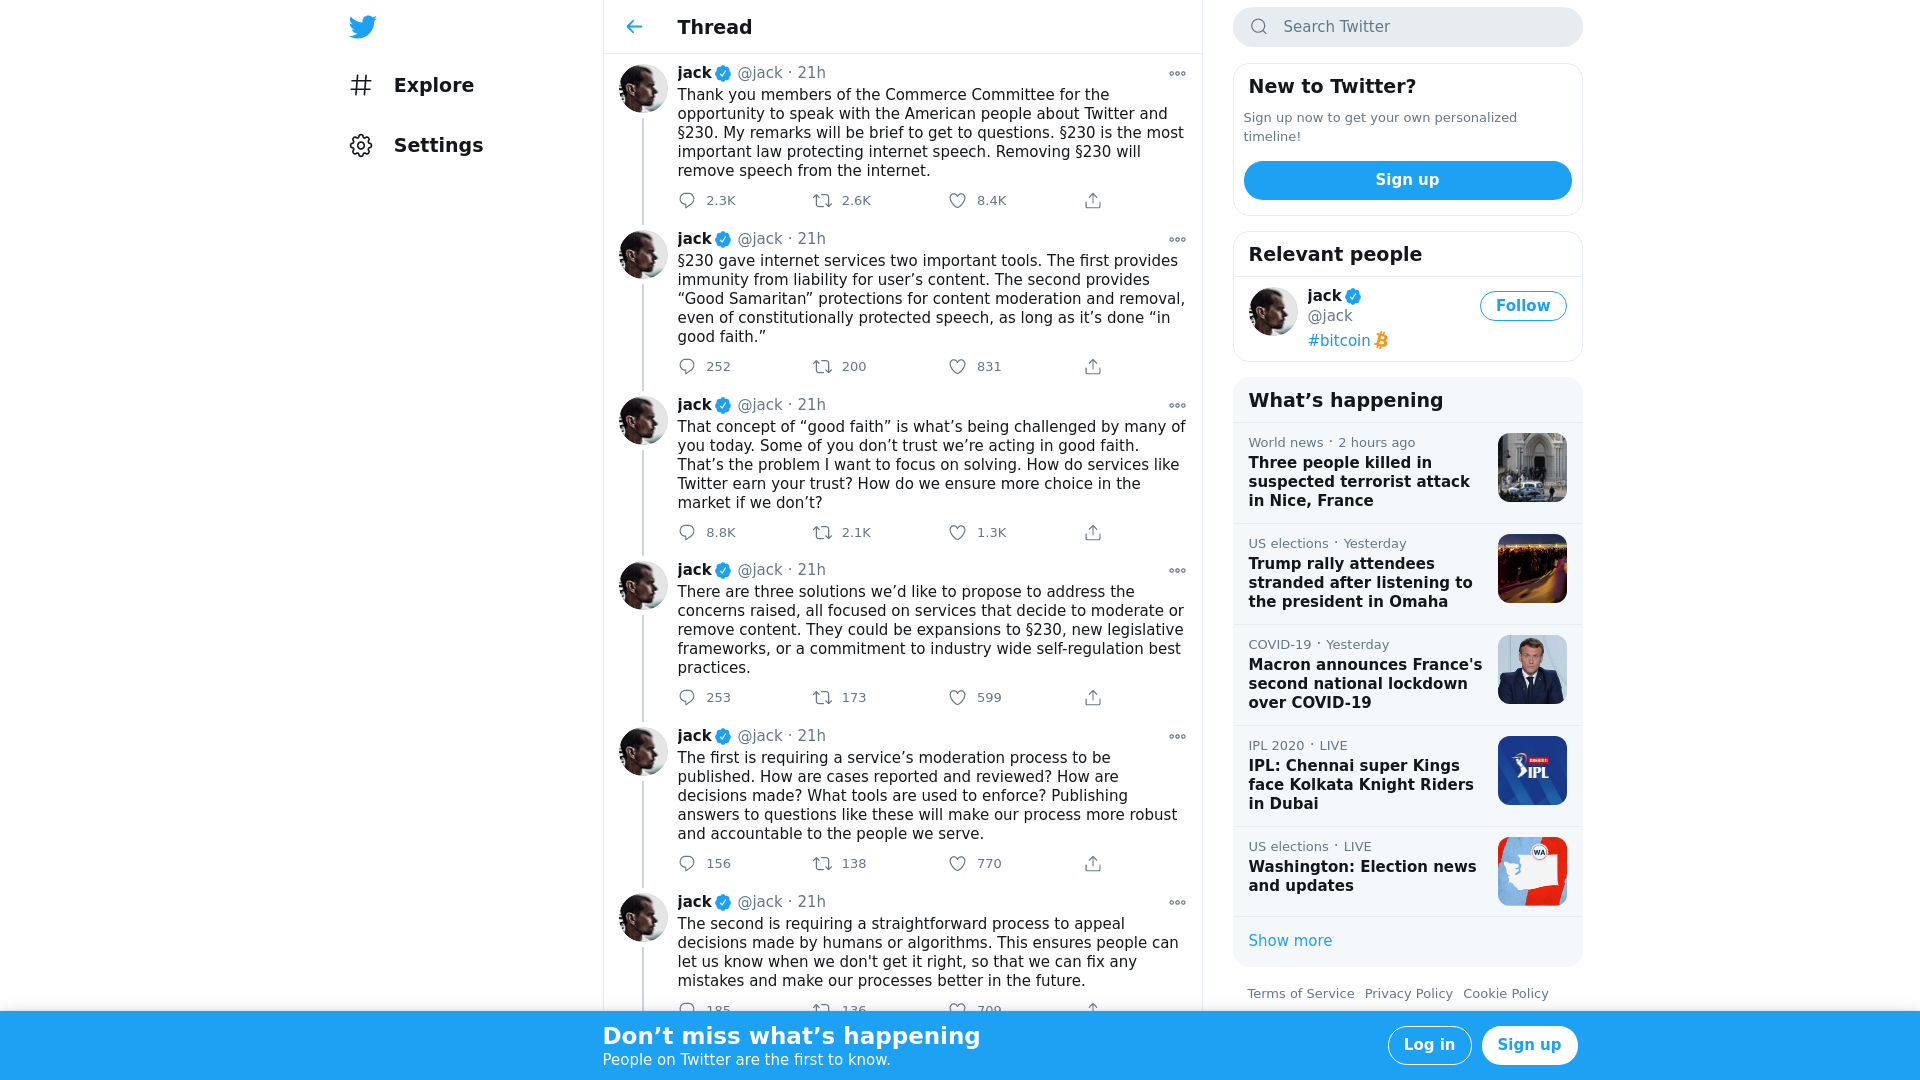 Explore
Settings
Thread
jack @jack · 21h
Thank you members of the Commerce Committee for the
opportunity to speak with the American people about Twitter and
§230. My remarks will be brief to get to questions. §230 is the most
important law protecting internet speech. Removing §230 will
remove speech from the internet.
2.3K 2.6K 8.4K
jack @jack · 21h
§230 gave internet services two important tools. The first provides
immunity from liability for user’s content. The second provides
“Good Samaritan” protections for content moderation and removal,
even of constitutionally protected speech, as long as it’s done “in
good faith.”
252 200 831
jack @jack · 21h
That concept of “good faith” is what’s being challenged by many of
you today. Some of you don’t trust we’re acting in good faith.
That’s the problem I want to focus on solving. How do services like
Twitter earn your trust? How do we ensure more choice in the
market if we don’t?
8.8K 2.1K 1.3K
jack @jack · 21h
There are three solutions we’d like to propose to address the
concerns raised, all focused on services that decide to moderate or
remove content. They could be expansions to §230, new legislative
frameworks, or a commitment to industry wide self-regulation best
practices.
253 173 599
jack @jack · 21h
The first is requiring a service’s moderation process to be
published. How are cases reported and reviewed? How are
decisions made? What tools are used to enforce? Publishing
answers to questions like these will make our process more robust
and accountable to the people we serve.
156 138 770
jack @jack · 21h
The second is requiring a straightforward process to appeal
decisions made by humans or algorithms. This ensures people can
let us know when we don't get it right, so that we can fix any
mistakes and make our processes better in the future.
185 136 709
Search Twitter
New to Twitter?
Sign up now to get your own personalized
timeline!
Sign up
Relevant people
jack
@jack
Follow
#bitcoin
What’s happening
World news · 2 hours ago
Three people killed in
suspected terrorist attack
in Nice, France
US elections · Yesterday
Trump rally attendees
stranded after listening to
the president in Omaha
COVID-19 · Yesterday
Macron announces France's
second national lockdown
over COVID-19
IPL 2020 · LIVE
IPL: Chennai super Kings
face Kolkata Knight Riders
in Dubai
IPL
US elections · LIVE
Washington: Election news
and updates
WA
Show more
Terms of Service Privacy Policy Cookie Policy
Don’t miss what’s happening
People on Twitter are the first to know.
Log in
Sign up